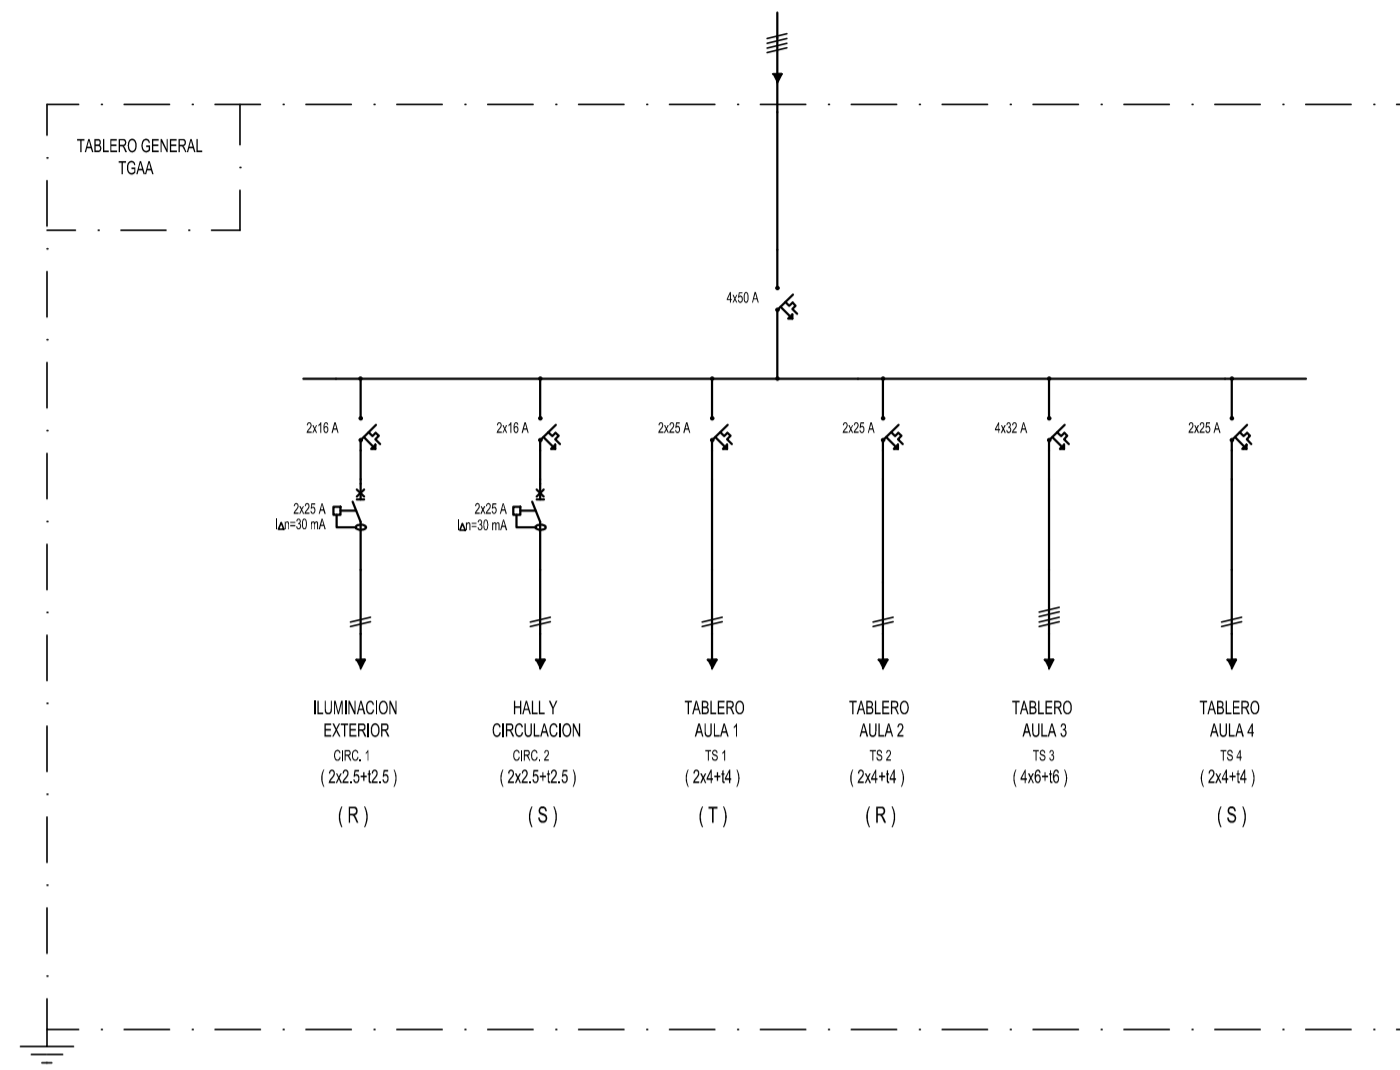 TABLERO GENERAL
TGAA
4x50 A
2x16 A
2x16 A
2x25 A
2x25 A
4x32 A
2x25 A
2x25 A
IΔn=30 mA
2x25 A
IΔn=30 mA
ILUMINACION
EXTERIOR
CIRC. 1
( 2x2.5+t2.5 )
( R )
HALL Y
CIRCULACION
CIRC. 2
( 2x2.5+t2.5 )
( S )
TABLERO
AULA 1
TS 1
( 2x4+t4 )
( T )
TABLERO
AULA 2
TS 2
( 2x4+t4 )
( R )
TABLERO
AULA 3
TS 3
( 4x6+t6 )
TABLERO
AULA 4
TS 4
( 2x4+t4 )
( S )